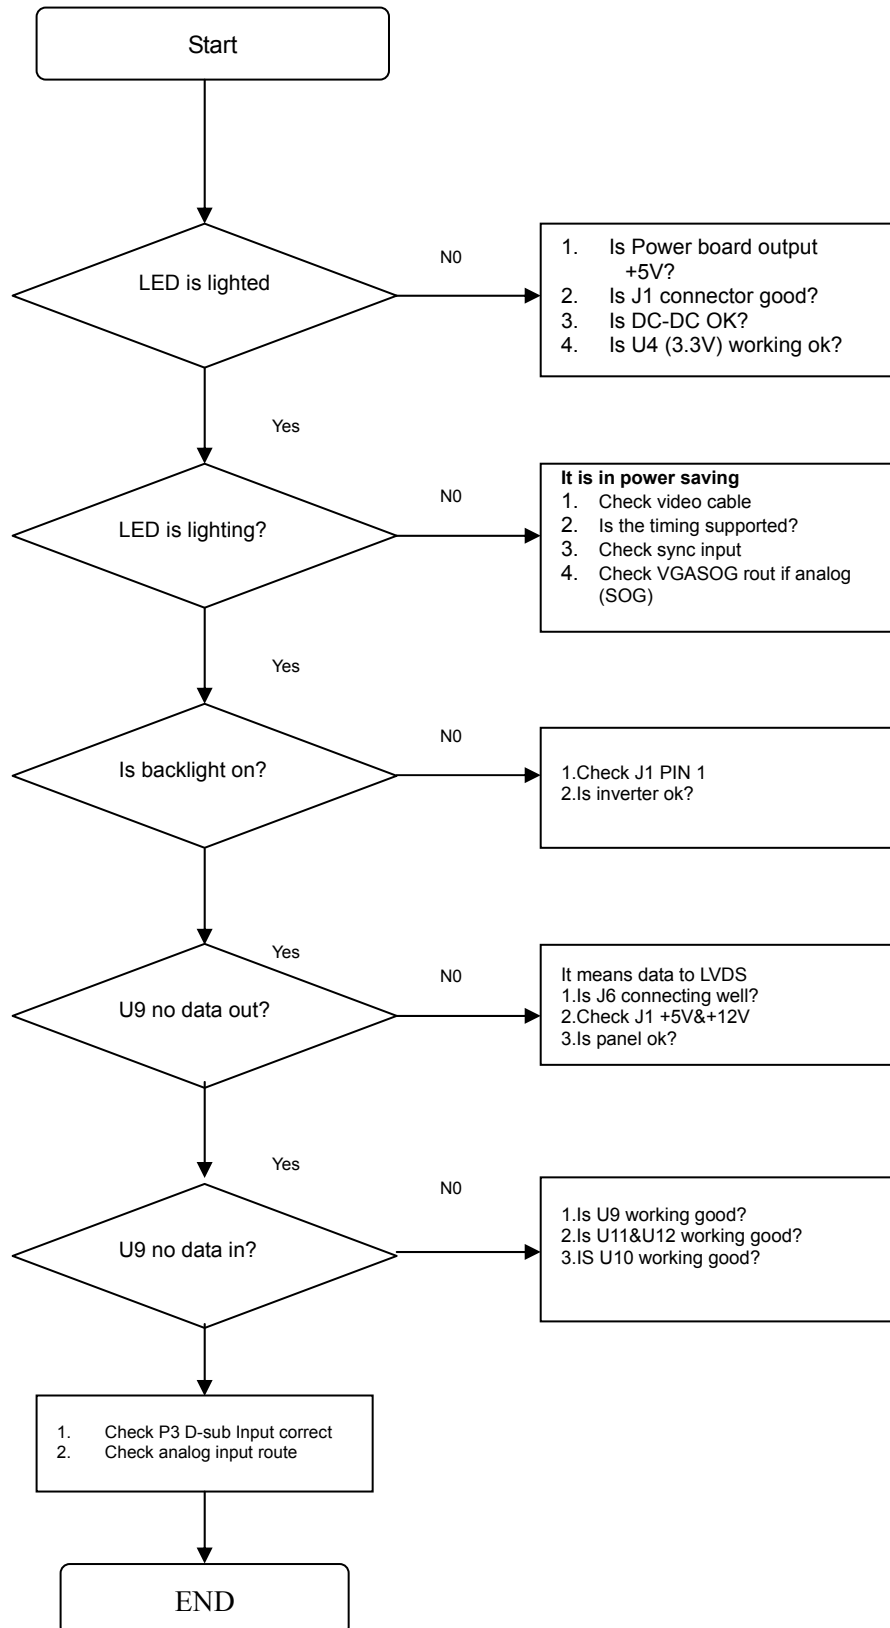 Start
LED is lighted
N0
1. Is Power board output
+5V?
2. Is J1 connector good?
3. Is DC-DC OK?
4. Is U4 (3.3V) working ok?
Yes
LED is lighting?
N0
It is in power saving
1. Check video cable
2. Is the timing supported?
3. Check sync input
4. Check VGASOG rout if analog
(SOG)
Yes
Is backlight on?
N0
1.Check J1 PIN 1
2.Is inverter ok?
Yes
U9 no data out?
N0
It means data to LVDS
1.Is J6 connecting well?
2.Check J1 +5V&+12V
3.Is panel ok?
Yes
U9 no data in?
N0
1.Is U9 working good?
2.Is U11&U12 working good?
3.IS U10 working good?
1. Check P3 D-sub Input correct
2. Check analog input route
END